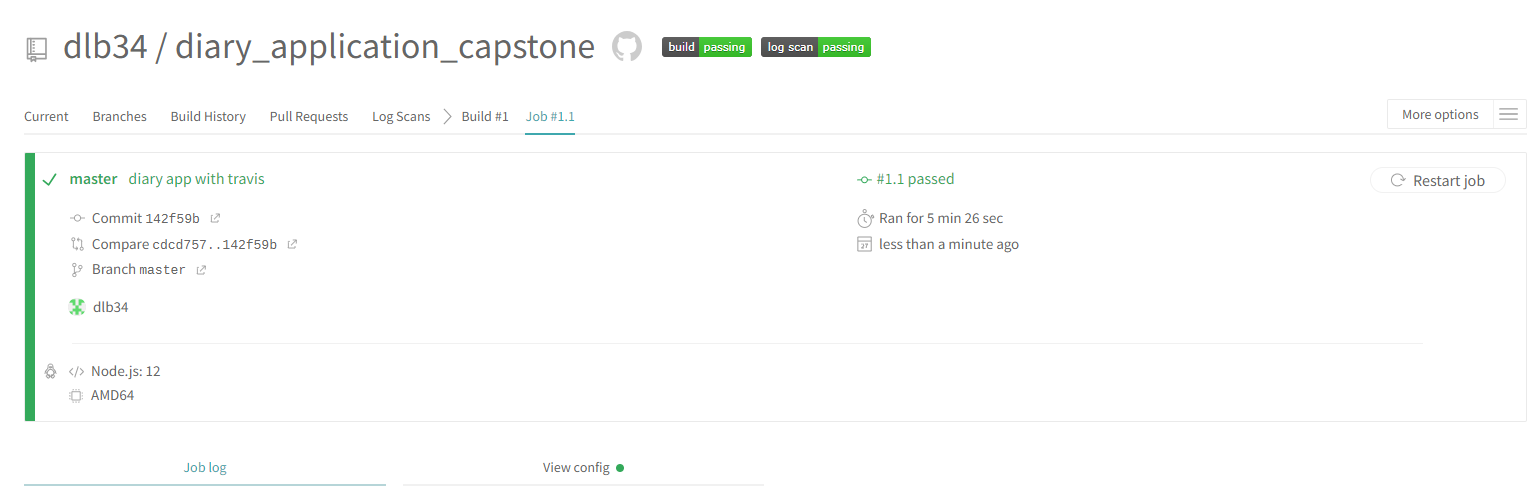 dlb34 / diary_application_capstone build passing log scan passing
Current Branches Build History Pull Requests Log Scans Build #1 Job #1.1 More options
master diary app with travis #1.1 passed Restart job
Commit 142f59b Ran for 5 min 26 sec
Compare cdcd757..142f59b less than a minute ago
Branch master
dlb34
</> Node.js: 12
AMD64
Job log View config